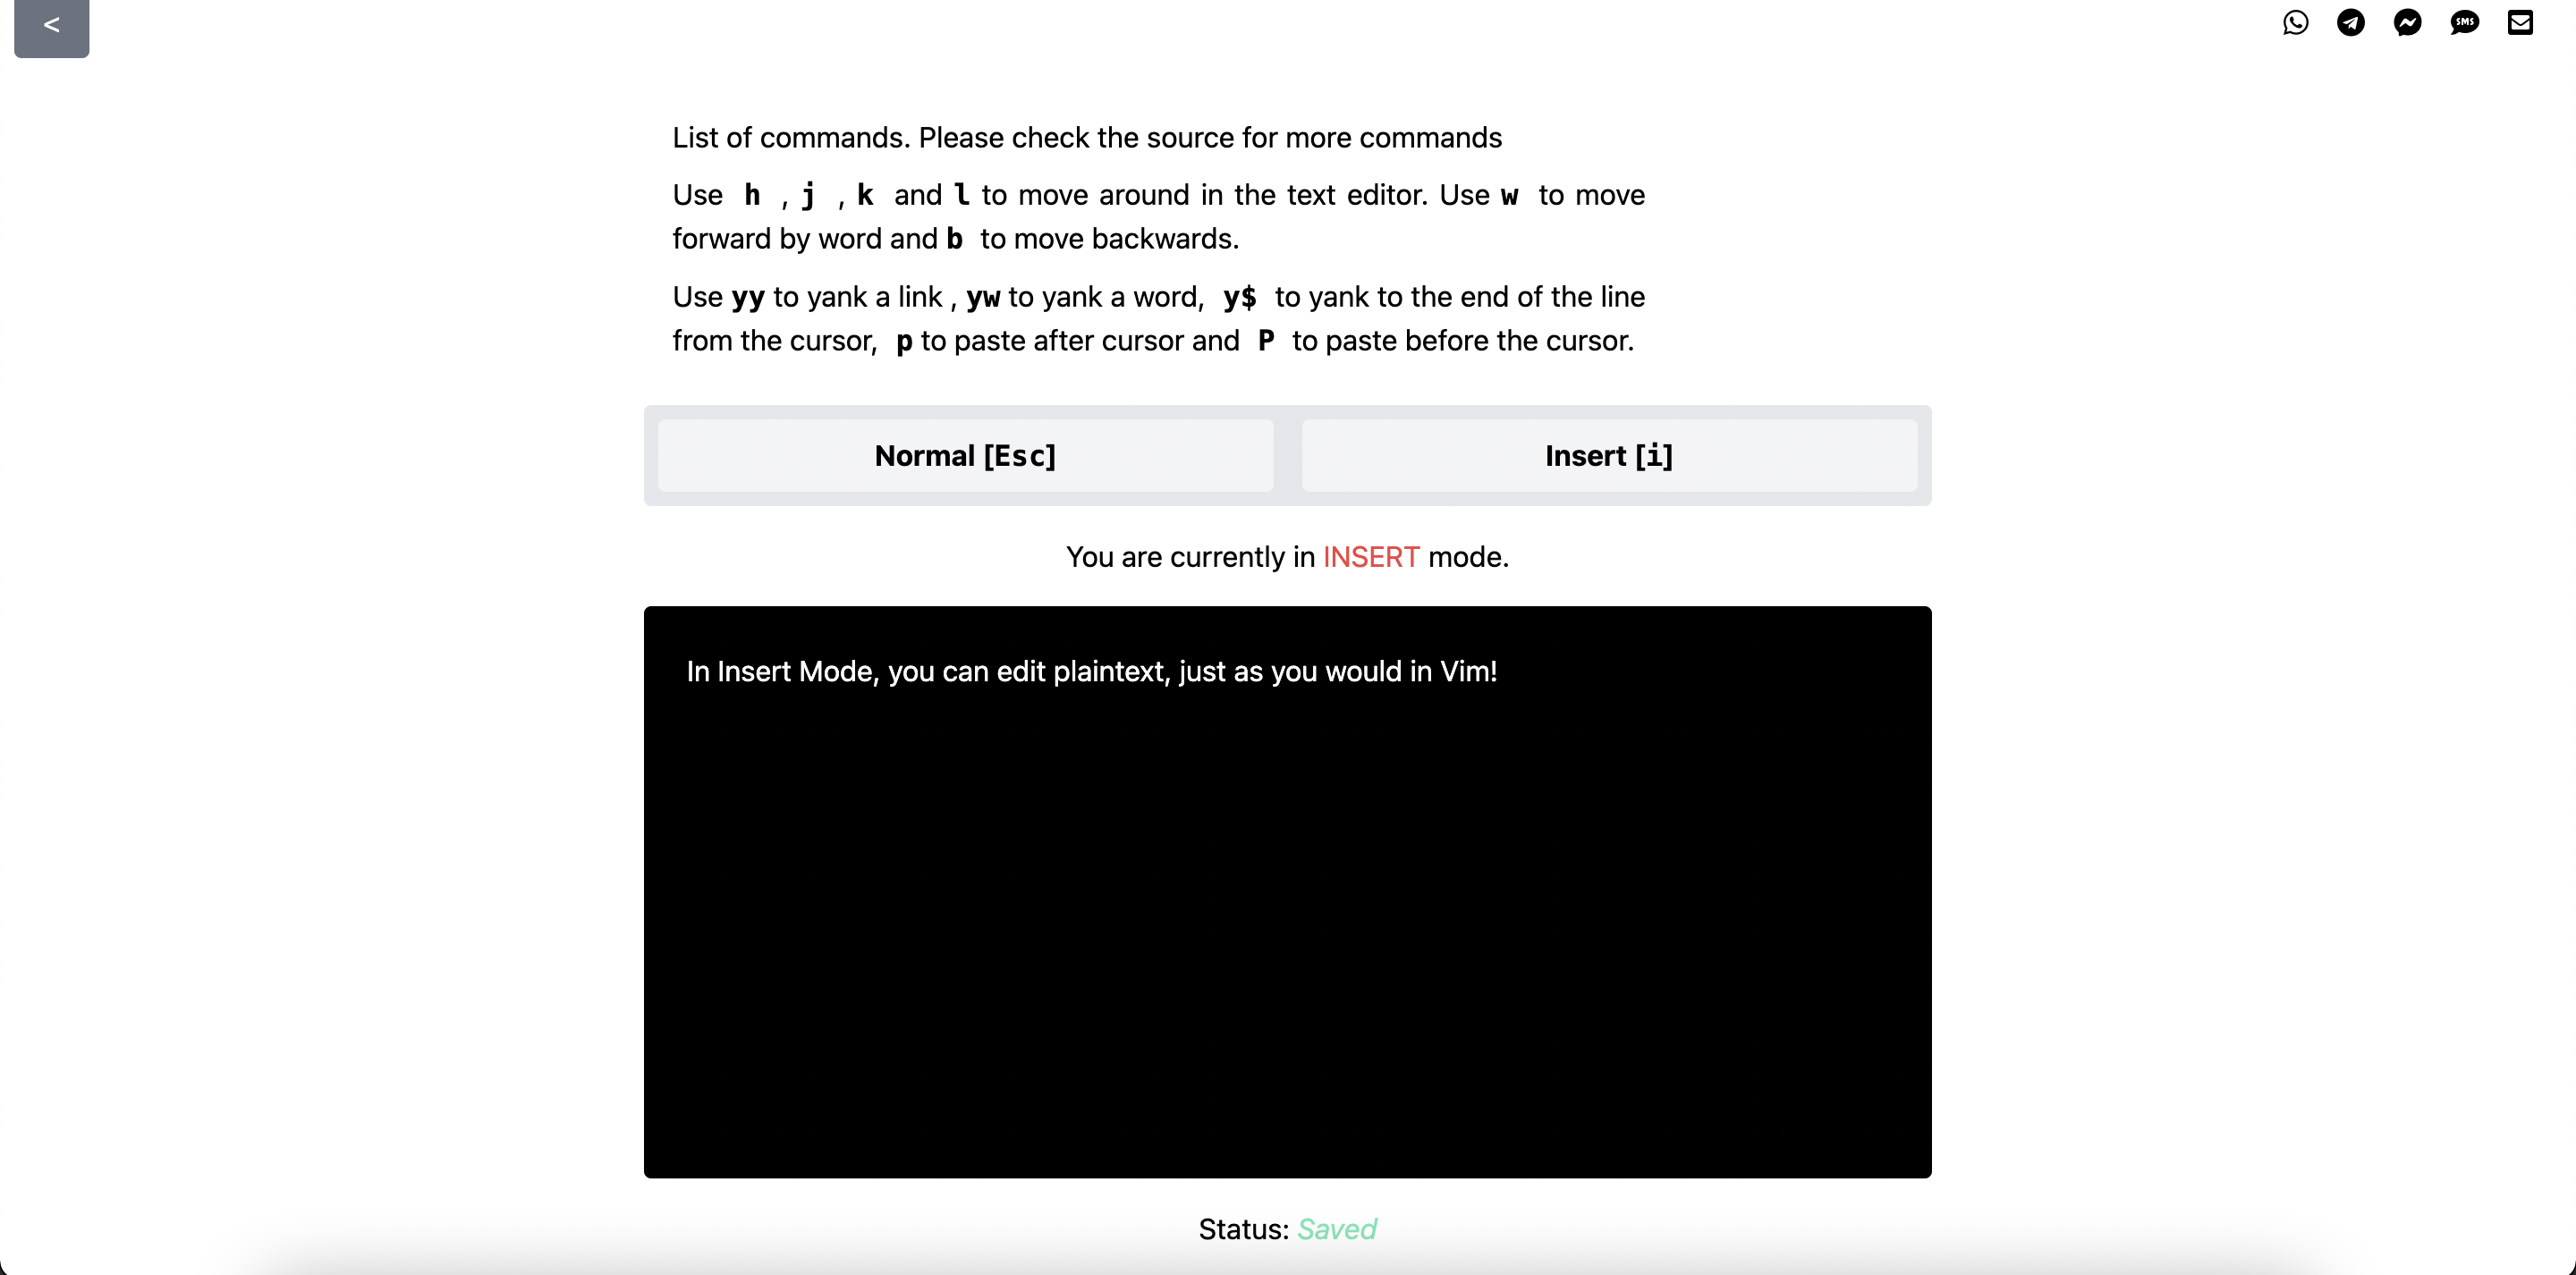 <
SMS
List of commands. Please check the source for more commands
Use h , j , k and l to move around in the text editor. Use w to move
forward by word and b to move backwards.
Use yy to yank a link , yw to yank a word, y$ to yank to the end of the line
from the cursor, p to paste after cursor and P to paste before the cursor.
Normal [Esc] Insert [i]
You are currently in INSERT mode.
In Insert Mode, you can edit plaintext, just as you would in Vim!
Status: Saved